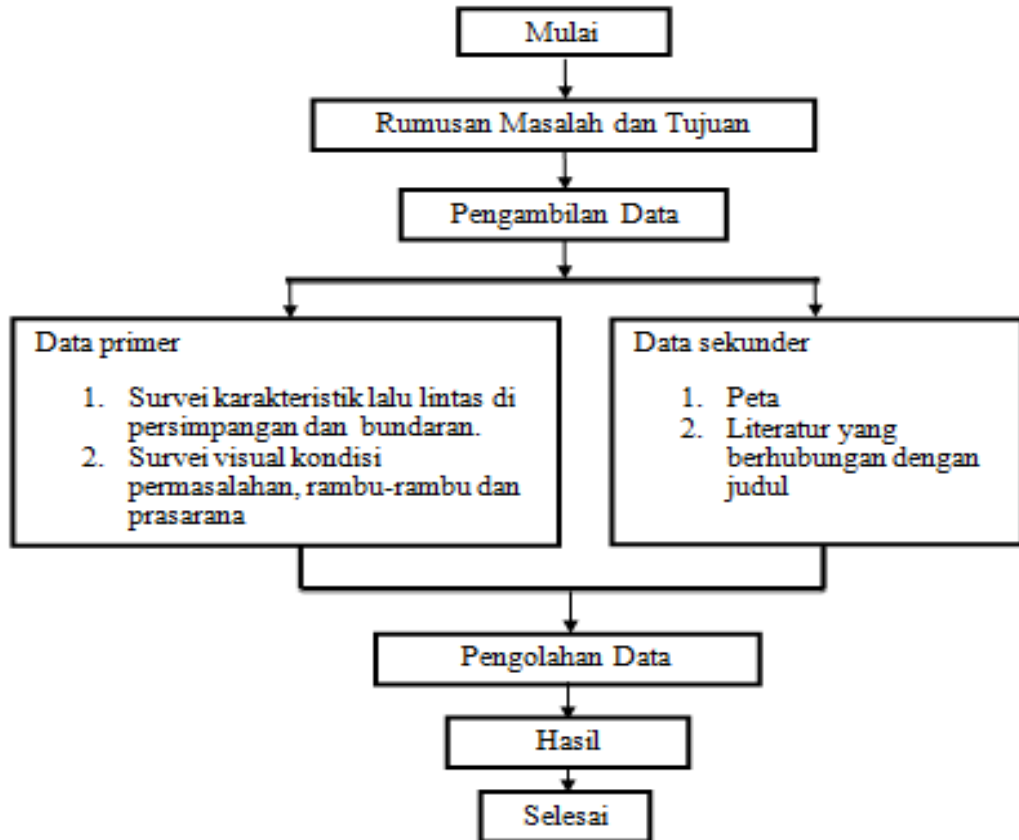 Mulai
Rumusan Masalah dan Tujuan
Pengambilan Data
Data primer
1. Survei karakteristik lalu lintas di
persimpangan dan bundaran.
2. Survei visual kondisi
permasalahan, rambu-rambu dan
prasarana
Data sekunder
1. Peta
2. Literatur yang
berhubungan dengan
judul
Pengolahan Data
Hasil
Selesai